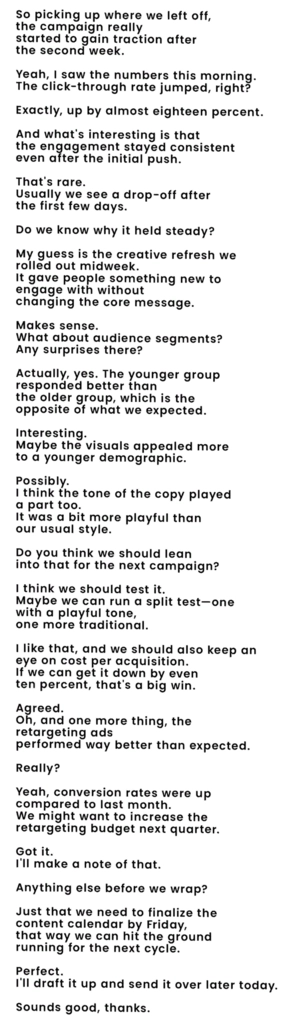 So picking up where we left off,
the campaign really
started to gain traction after
the second week.
Yeah, I saw the numbers this morning.
The click-through rate jumped, right?
Exactly, up by almost eighteen percent.
And what's interesting is that
the engagement stayed consistent
even after the initial push.
That's rare.
Usually we see a drop-off after
the first few days.
Do we know why it held steady?
My guess is the creative refresh we
rolled out midweek.
It gave people something new to
engage with without
changing the core message.
Makes sense.
What about audience segments?
Any surprises there?
Actually, yes. The younger group
responded better than
the older group, which is the
opposite of what we expected.
Interesting.
Maybe the visuals appealed more
to a younger demographic.
Possibly.
I think the tone of the copy played
a part too.
It was a bit more playful than
our usual style.
Do you think we should lean
into that for the next campaign?
I think we should test it.
Maybe we can run a split test—one
with a playful tone,
one more traditional.
I like that, and we should also keep an
eye on cost per acquisition.
If we can get it down by even
ten percent, that's a big win.
Agreed.
Oh, and one more thing, the
retargeting ads
performed way better than expected.
Really?
Yeah, conversion rates were up
compared to last month.
We might want to increase the
retargeting budget next quarter.
Got it.
I'll make a note of that.
Anything else before we wrap?
Just that we need to finalize the
content calendar by Friday,
that way we can hit the ground
running for the next cycle.
Perfect.
I'll draft it up and send it over later today.
Sounds good, thanks.